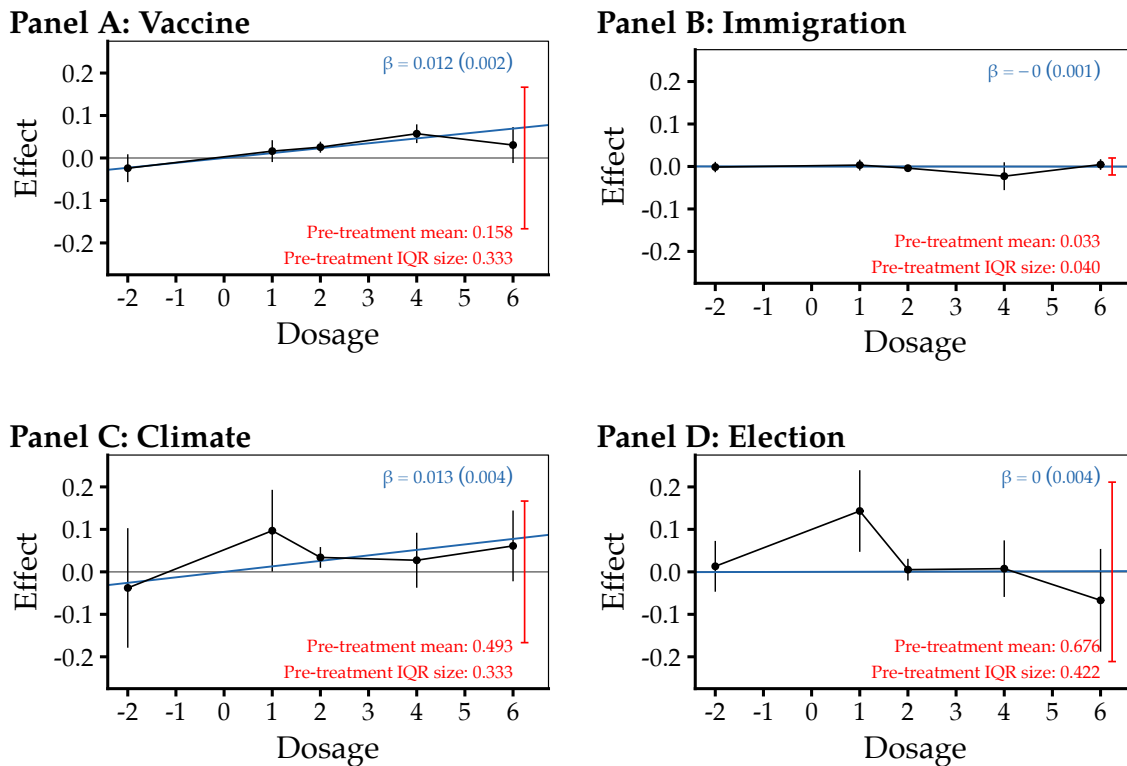 Panel A: Vaccine
β = 0.012 (0.002)
0.2
0.1
0.0
-0.1
-0.2
Effect
Pre-treatment mean: 0.158
Pre-treatment IQR size: 0.333
-2 -1 0 1 2 3 4 5 6
Dosage
Panel B: Immigration
β = −0 (0.001)
0.2
0.1
0.0
-0.1
-0.2
Effect
Pre-treatment mean: 0.033
Pre-treatment IQR size: 0.040
-2 -1 0 1 2 3 4 5 6
Dosage
Panel C: Climate
β = 0.013 (0.004)
0.2
0.1
0.0
-0.1
-0.2
Effect
Pre-treatment mean: 0.493
Pre-treatment IQR size: 0.333
-2 -1 0 1 2 3 4 5 6
Dosage
Panel D: Election
β = 0 (0.004)
0.2
0.1
0.0
-0.1
-0.2
Effect
Pre-treatment mean: 0.676
Pre-treatment IQR size: 0.422
-2 -1 0 1 2 3 4 5 6
Dosage